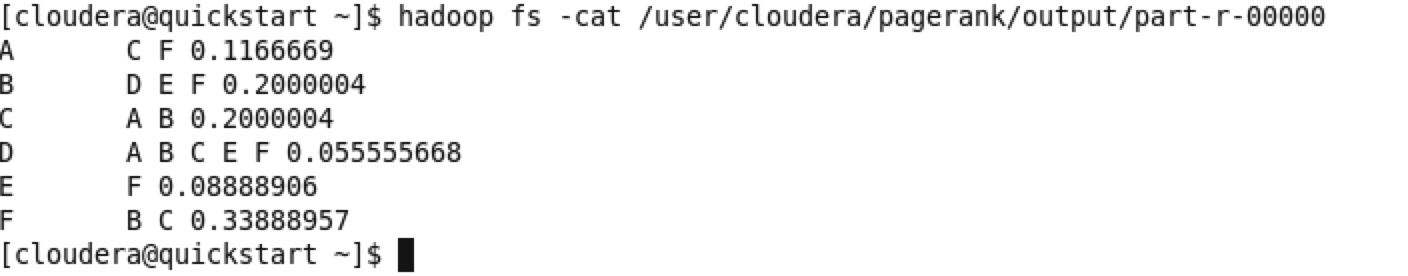 [cloudera@quickstart ~]$ hadoop fs -cat /user/cloudera/pagerank/output/part-r-00000
A	C F 0.1166669
B	D E F 0.2000004
C	A B 0.2000004
D	A B C E F 0.055555668
E	F 0.08888906
F	B C 0.33888957
[cloudera@quickstart ~]$